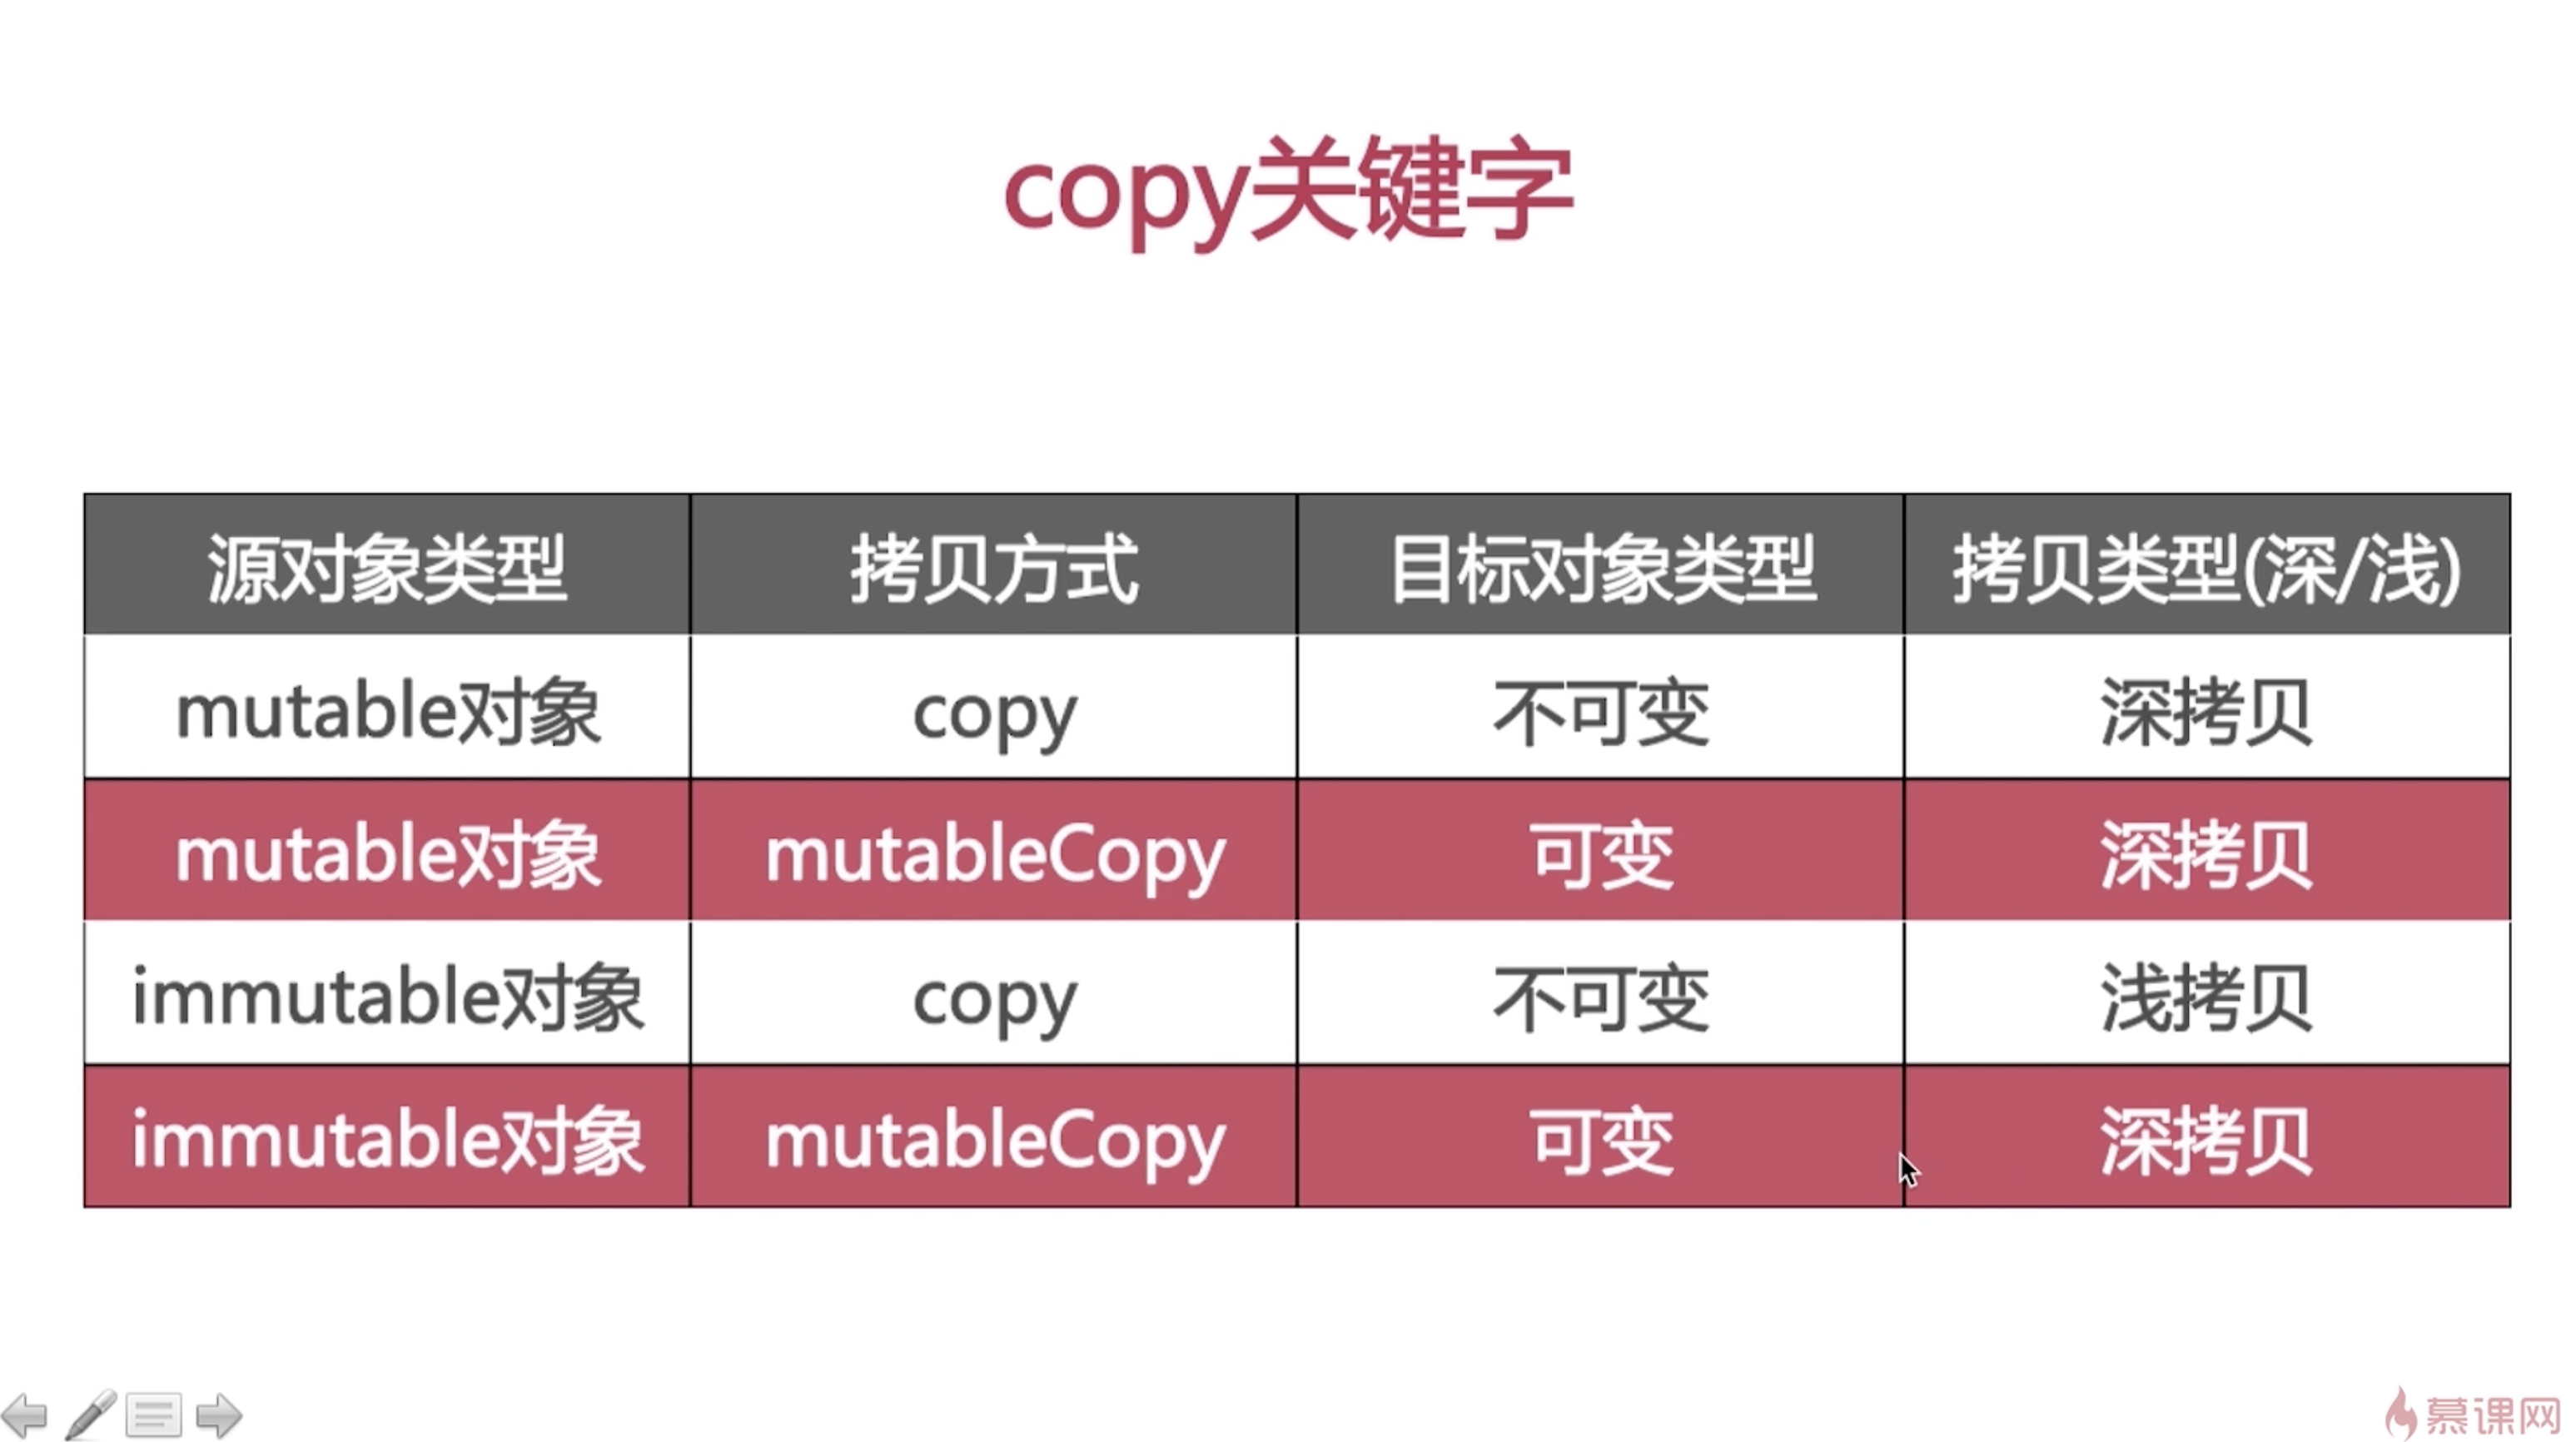 copy关键字
源对象类型 拷贝方式 目标对象类型 拷贝类型(深/浅)
mutable对象 copy 不可变 深拷贝
mutable对象 mutableCopy 可变 深拷贝
immutable对象 copy 不可变 浅拷贝
immutable对象 mutableCopy 可变 深拷贝
慕课网